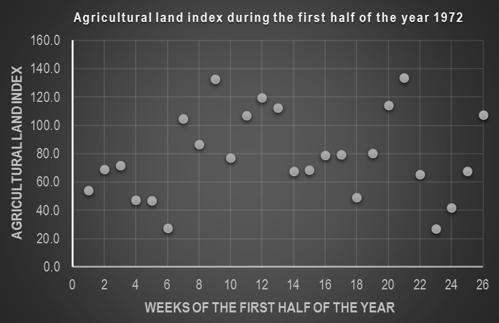 Agricultural land index during the first half of the year 1972
160.0
140.0
120.0
100.0
80.0
60.0
40.0
20.0
0.0
AGRICULTURAL LAND INDEX
0 2 4 6 8 10 12 14 16 18 20 22 24 26
WEEKS OF THE FIRST HALF OF THE YEAR